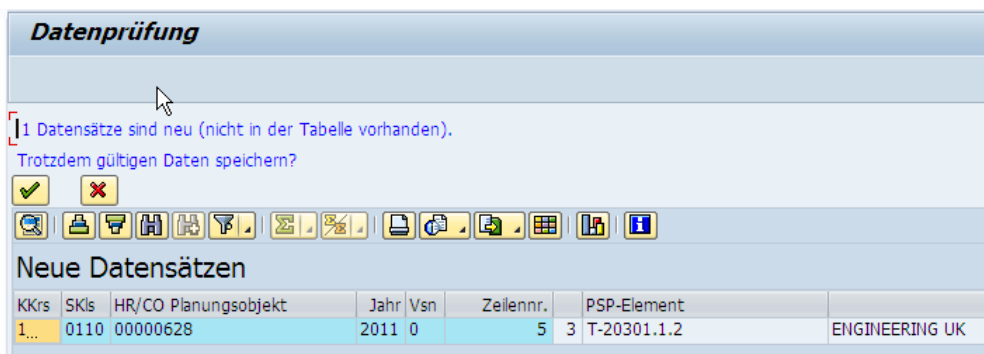 Datenprüfung
1 Datensätze sind neu (nicht in der Tabelle vorhanden).
Trotzdem gültigen Daten speichern?
Neue Datensätzen
KKrs SKls HR/CO Planungsobjekt Jahr Vsn Zeilennr. PSP-Element
1... 0110 00000628 2011 0 5 3 T-20301.1.2 ENGINEERING UK